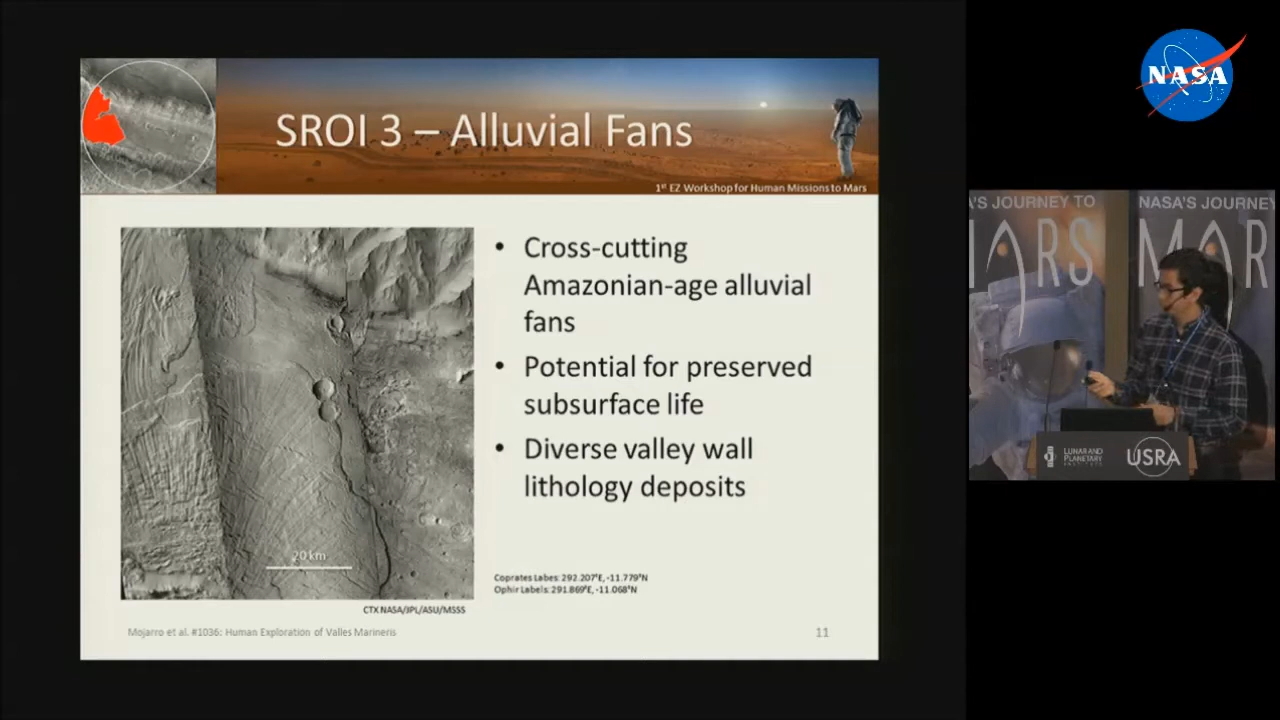 NASA
SROI 3 – Alluvial Fans
1st EZ Workshop for Human Missions to Mars
• Cross-cutting
Amazonian-age alluvial
fans
• Potential for preserved
subsurface life
• Diverse valley wall
lithology deposits
20 km
Coprates Labes: 292.207°E, -11.779°N
Ophir Labels: 291.869°E, -11.068°N
CTX NASA/JPL/ASU/MSSS
Mojarro et al. #1036: Human Exploration of Valles Marineris
11
A'S JOURNEY TO
ARS
NASA'S JOURNEY
MAR
LUNAR AND
PLANETARY
INSTITUTE
USRA